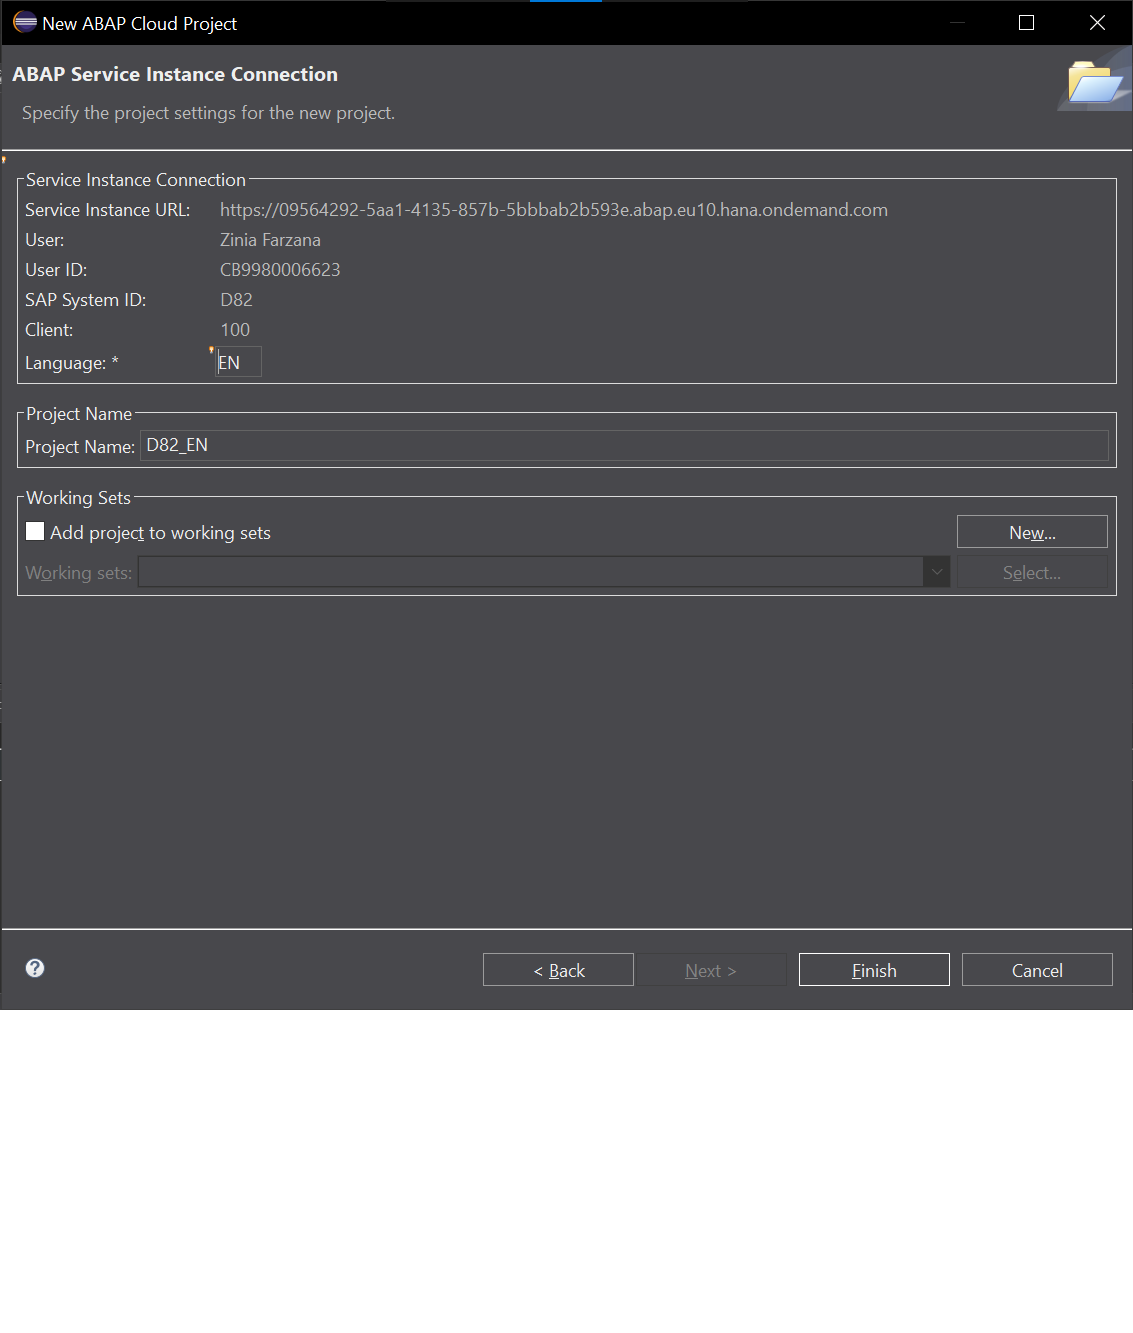 New ABAP Cloud Project
ABAP Service Instance Connection
Specify the project settings for the new project.
Service Instance Connection
Service Instance URL: https://09564292-5aa1-4135-857b-5bbbab2b593e.abap.eu10.hana.ondemand.com
User: Zinia Farzana
User ID: CB9980006623
SAP System ID: D82
Client: 100
Language: * EN
Project Name
Project Name: D82_EN
Working Sets
Add project to working sets New...
Working sets: Select...
< Back Next > Finish Cancel